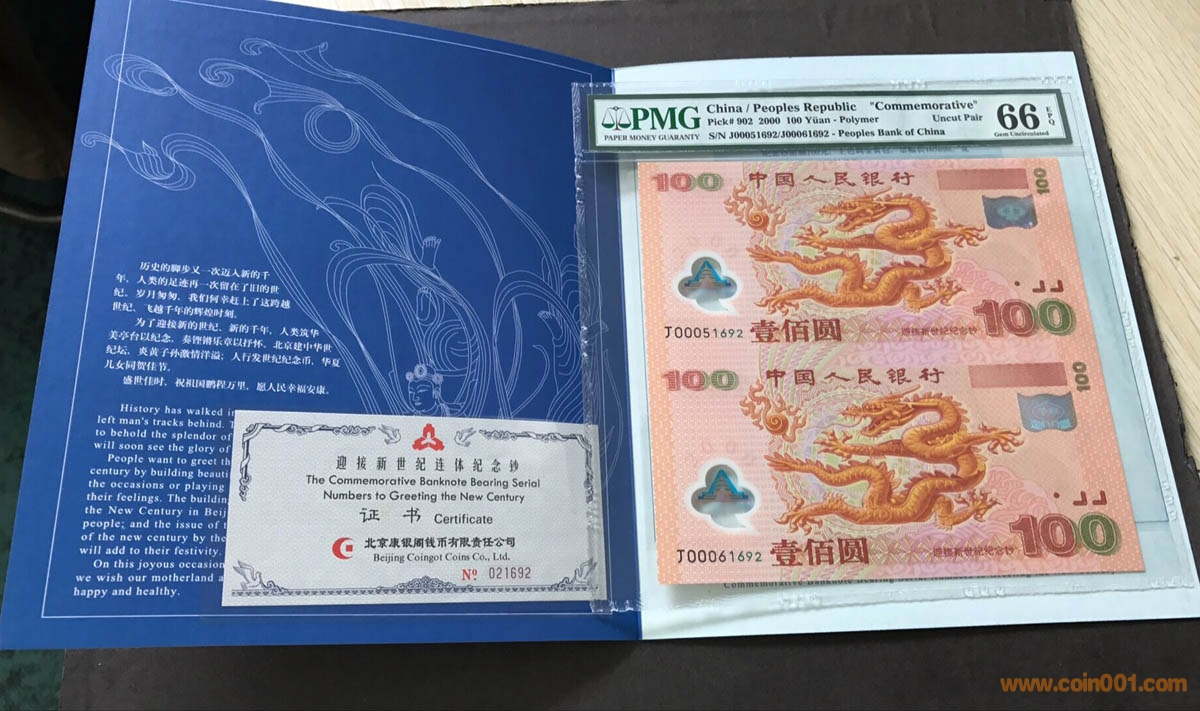 历史的脚步又一次迈入新的千
年，人类的足迹再一次留在了旧的世
纪。岁月匆匆，我们何幸赶上了这跨越
世纪、飞越千年的辉煌时刻。
为了迎接新的世纪、新的千年，人类筑华
美亭台以纪念，奏铿锵乐章以抒怀。北京建中华世
纪坛，炎黄子孙激情洋溢；人行发世纪纪念币，华夏
儿女同贺佳节。
盛世佳时，祝祖国鹏程万里，愿人民幸福安康。
History has walked in
left man's tracks behind.
to behold the splendor of
will soon see the glory of
People want to greet th
century by building beauti
the occasions or playing
their feelings. The building
the New Century in Beij
people; and the issue of t
of the new century by the
will add to their festivity.
On this joyous occasion
we wish our motherland a
happy and healthy.
迎接新世纪连体纪念钞
The Commemorative Banknote Bearing Serial
Numbers to Greeting the New Century
证书 Certificate
北京康银阁钱币有限责任公司
Beijing Coingot Coins Co., Ltd.
№ 021692
PMG
PAPER MONEY GUARANTY
China / Peoples Republic "Commemorative"
Pick# 902 2000 100 Yüan - Polymer Uncut Pair
S/N J00051692/J00061692 - Peoples Bank of China
66 EPQ
Gem Uncirculated
100 中国人民银行 100
J00051692 壹佰圆 迎接新世纪纪念钞 100
100 中国人民银行 100
J00061692 壹佰圆 迎接新世纪纪念钞 100
www.coin001.com